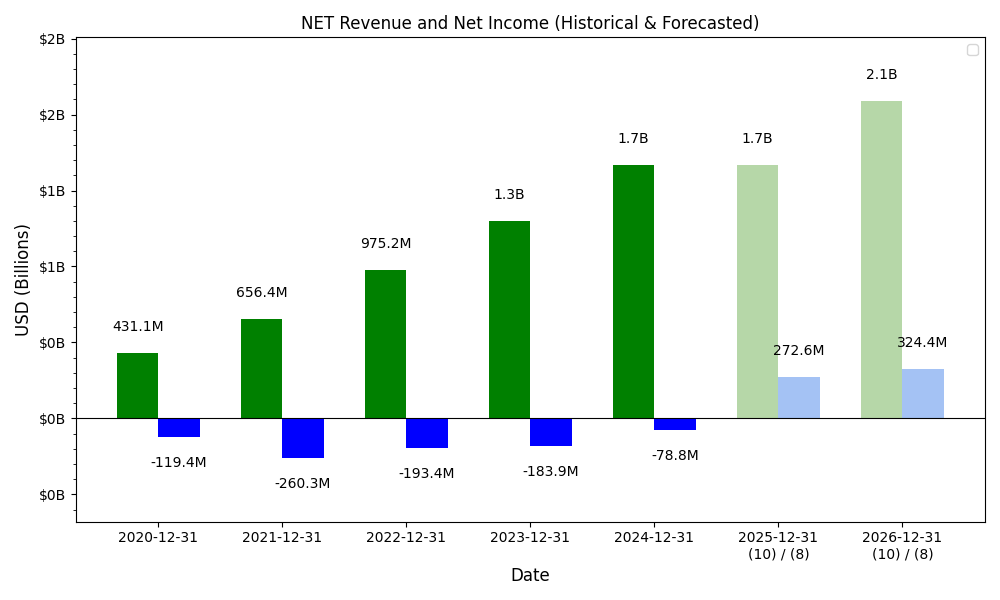 NET Revenue and Net Income (Historical & Forecasted)
$2B
$2B
$1B
$1B
$0B
$0B
$0B
USD (Billions)
431.1M
656.4M
975.2M
1.3B
1.7B
1.7B
2.1B
-119.4M
-260.3M
-193.4M
-183.9M
-78.8M
272.6M
324.4M
2020-12-31
2021-12-31
2022-12-31
2023-12-31
2024-12-31
2025-12-31
(10) / (8)
2026-12-31
(10) / (8)
Date